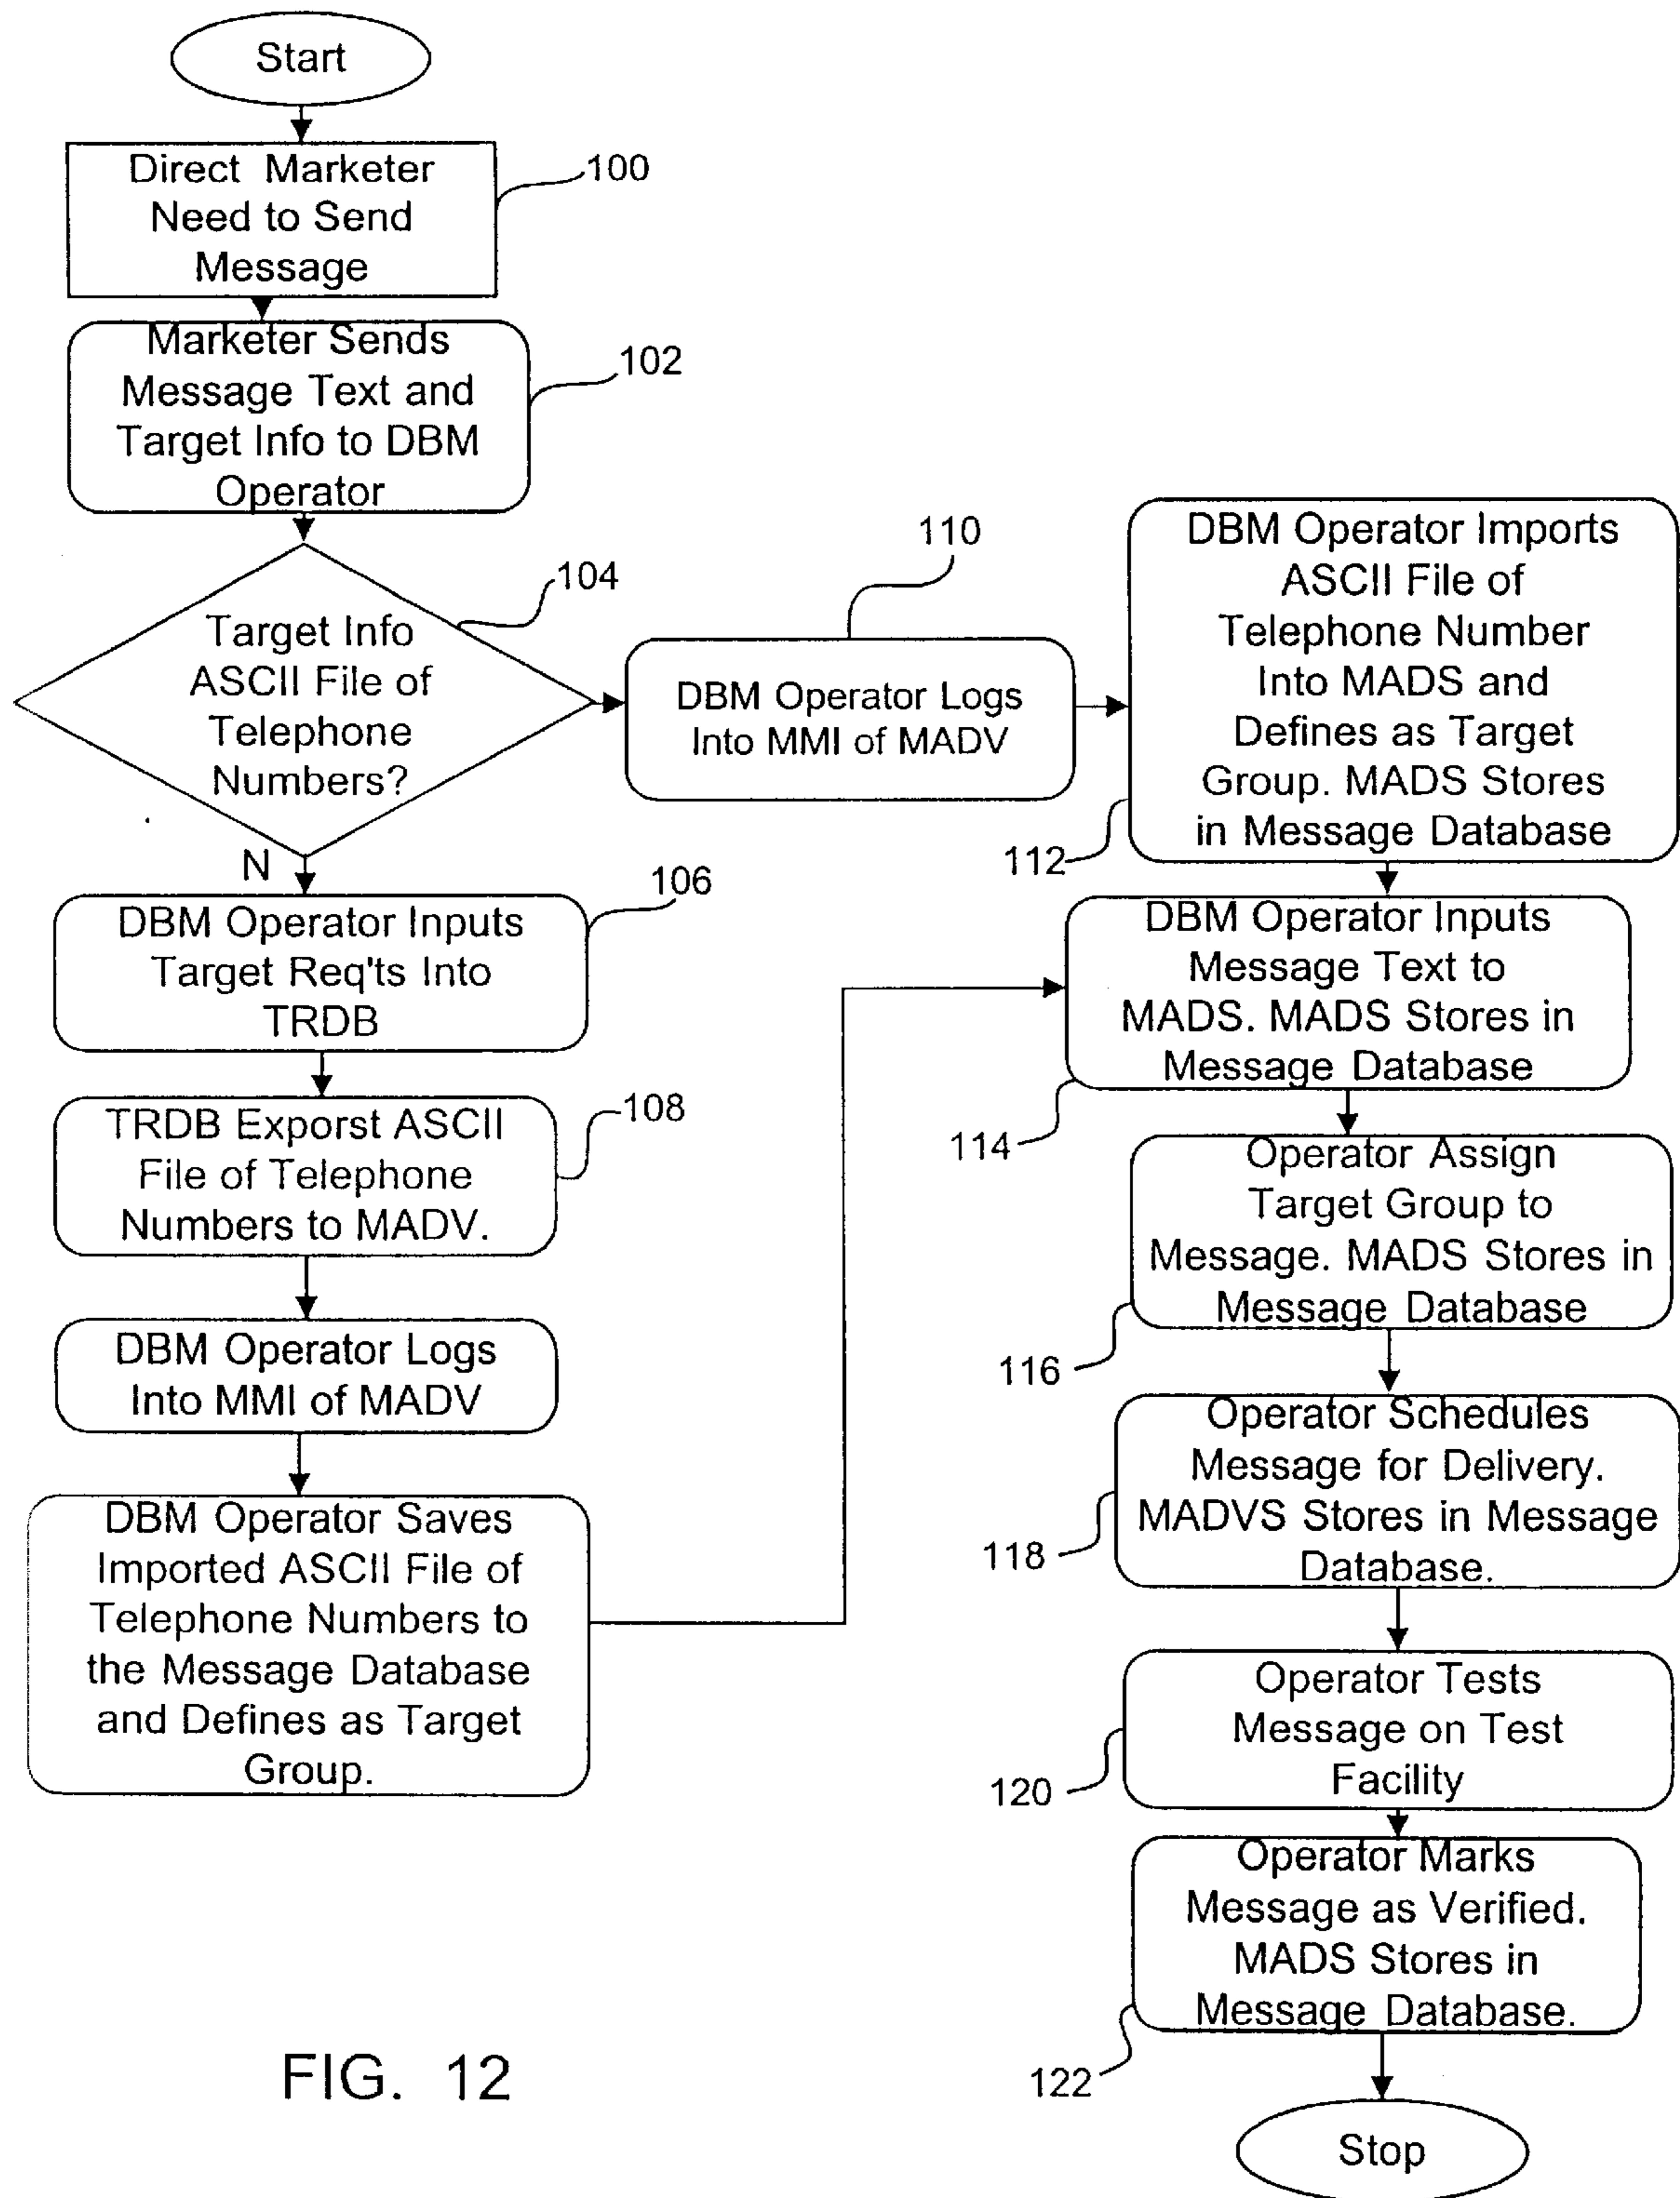 Start
Direct Marketer
Need to Send
Message
100
Marketer Sends
Message Text and
Target Info to DBM
Operator
102
Target Info
ASCII File of
Telephone
Numbers?
104
N
DBM Operator Inputs
Target Req'ts Into
TRDB
106
TRDB Exporst ASCII
File of Telephone
Numbers to MADV.
108
DBM Operator Logs
Into MMI of MADV
DBM Operator Saves
Imported ASCII File of
Telephone Numbers to
the Message Database
and Defines as Target
Group.
110
DBM Operator Logs
Into MMI of MADV
DBM Operator Imports
ASCII File of
Telephone Number
Into MADS and
Defines as Target
Group. MADS Stores
in Message Database
112
DBM Operator Inputs
Message Text to
MADS. MADS Stores in
Message Database
114
Operator Assign
Target Group to
Message. MADS Stores in
Message Database
116
Operator Schedules
Message for Delivery.
MADVS Stores in Message
Database.
118
Operator Tests
Message on Test
Facility
120
Operator Marks
Message as Verified.
MADS Stores in
Message Database.
122
Stop
FIG. 12